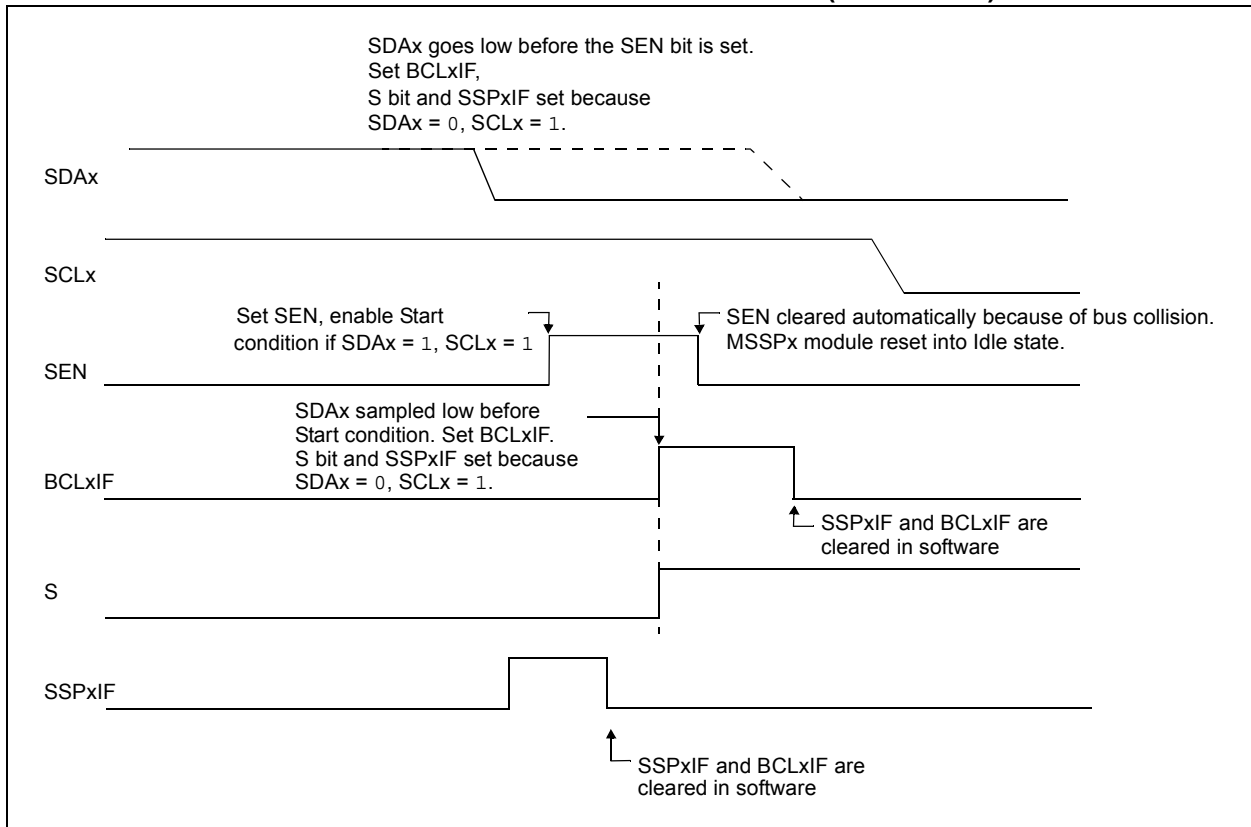 SDAx goes low before the SEN bit is set.
Set BCLxIF,
S bit and SSPxIF set because
SDAx = 0, SCLx = 1.
SDAx
SCLx
Set SEN, enable Start
condition if SDAx = 1, SCLx = 1
SEN cleared automatically because of bus collision.
MSSPx module reset into Idle state.
SEN
SDAx sampled low before
Start condition. Set BCLxIF.
S bit and SSPxIF set because
SDAx = 0, SCLx = 1.
BCLxIF
SSPxIF and BCLxIF are
cleared in software
S
SSPxIF
SSPxIF and BCLxIF are
cleared in software